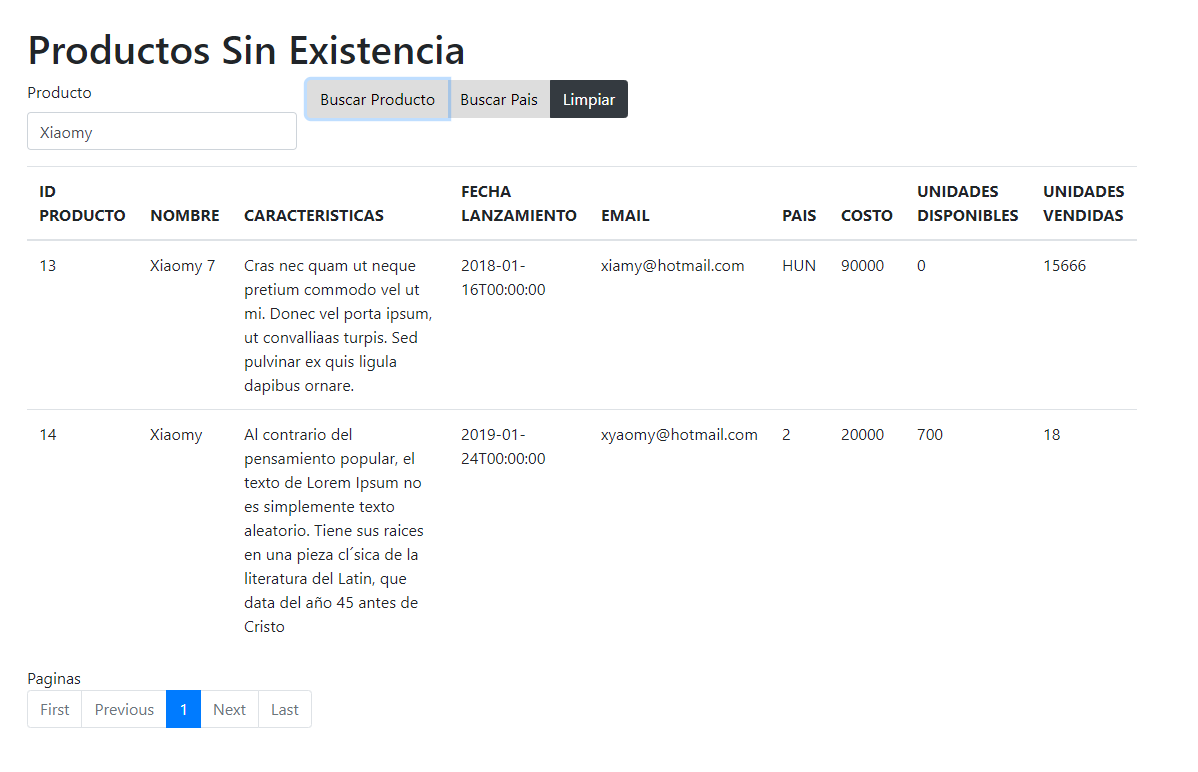 Productos Sin Existencia
Producto
Buscar Producto Buscar Pais Limpiar
Xiaomy
ID PRODUCTO NOMBRE CARACTERISTICAS FECHA LANZAMIENTO EMAIL PAIS COSTO UNIDADES DISPONIBLES UNIDADES VENDIDAS
13 Xiaomy 7 Cras nec quam ut neque 2018-01- xiamy@hotmail.com HUN 90000 0 15666
pretium commodo vel ut 16T00:00:00
mi. Donec vel porta ipsum,
ut convalliaas turpis. Sed
pulvinar ex quis ligula
dapibus ornare.
14 Xiaomy Al contrario del 2019-01- xyaomy@hotmail.com 2 20000 700 18
pensamiento popular, el 24T00:00:00
texto de Lorem Ipsum no
es simplemente texto
aleatorio. Tiene sus raices
en una pieza cl´sica de la
literatura del Latin, que
data del año 45 antes de
Cristo
Paginas
First Previous 1 Next Last